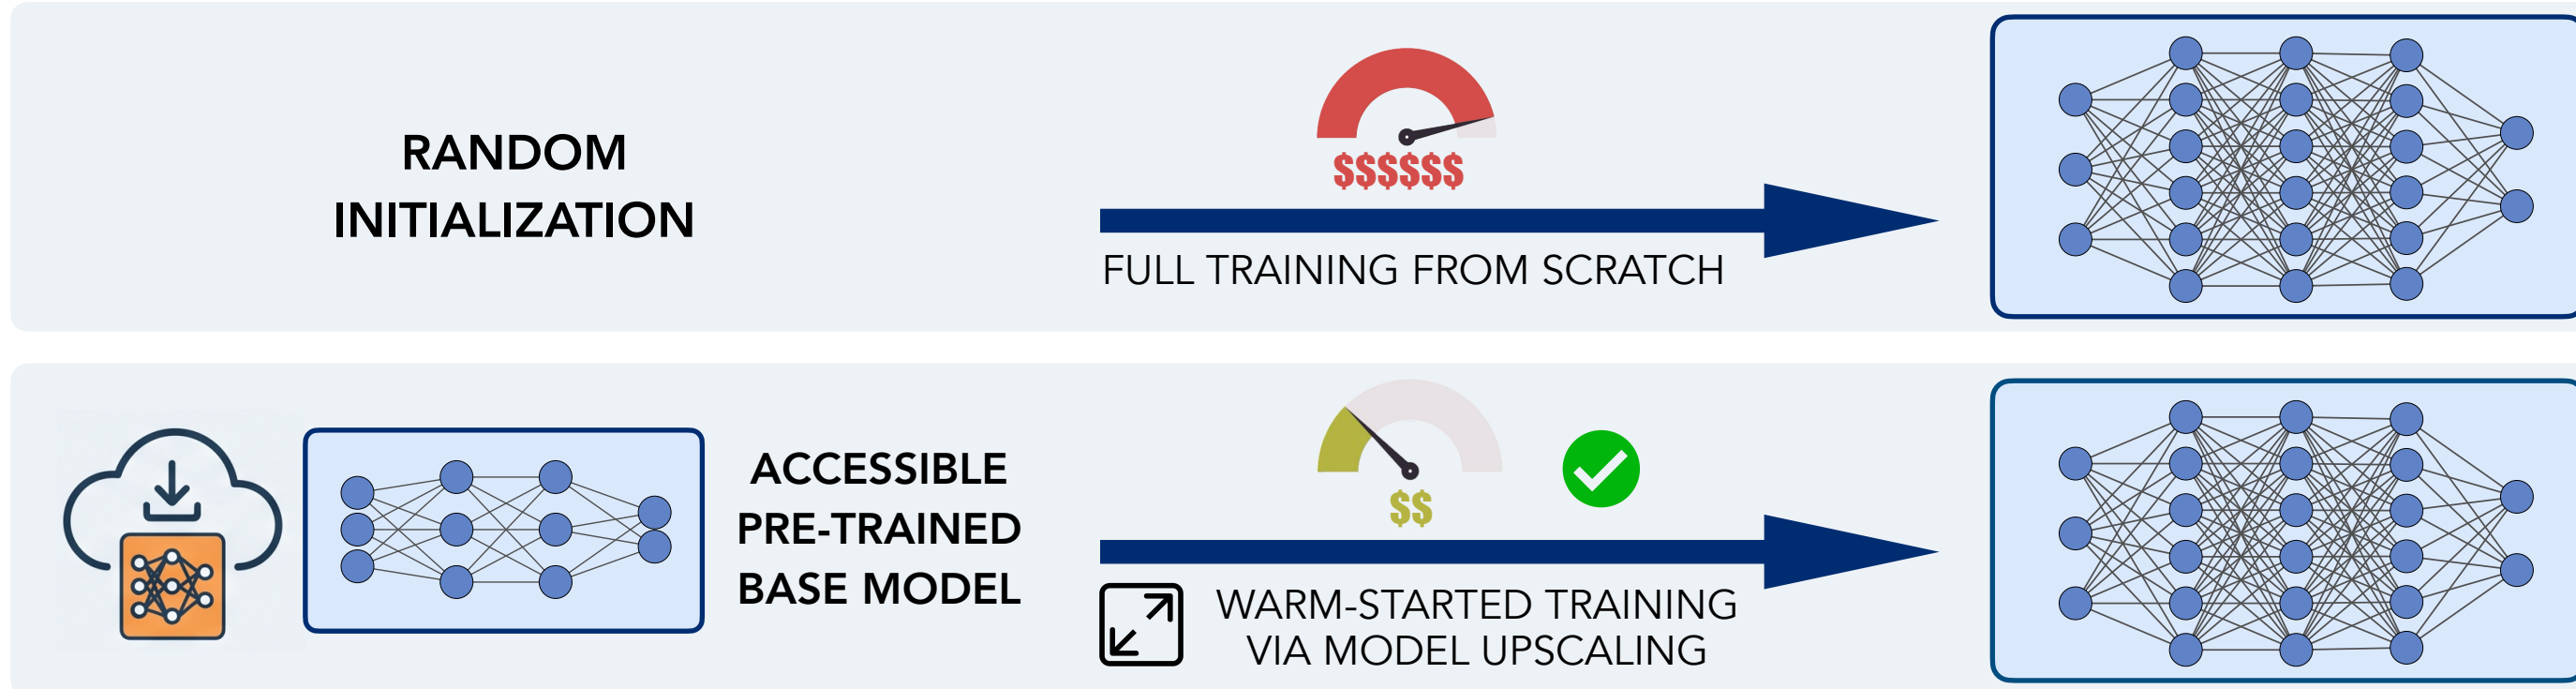 RANDOM
INITIALIZATION
$$$$$$
FULL TRAINING FROM SCRATCH
ACCESSIBLE
PRE-TRAINED
BASE MODEL
$$
WARM-STARTED TRAINING
VIA MODEL UPSCALING